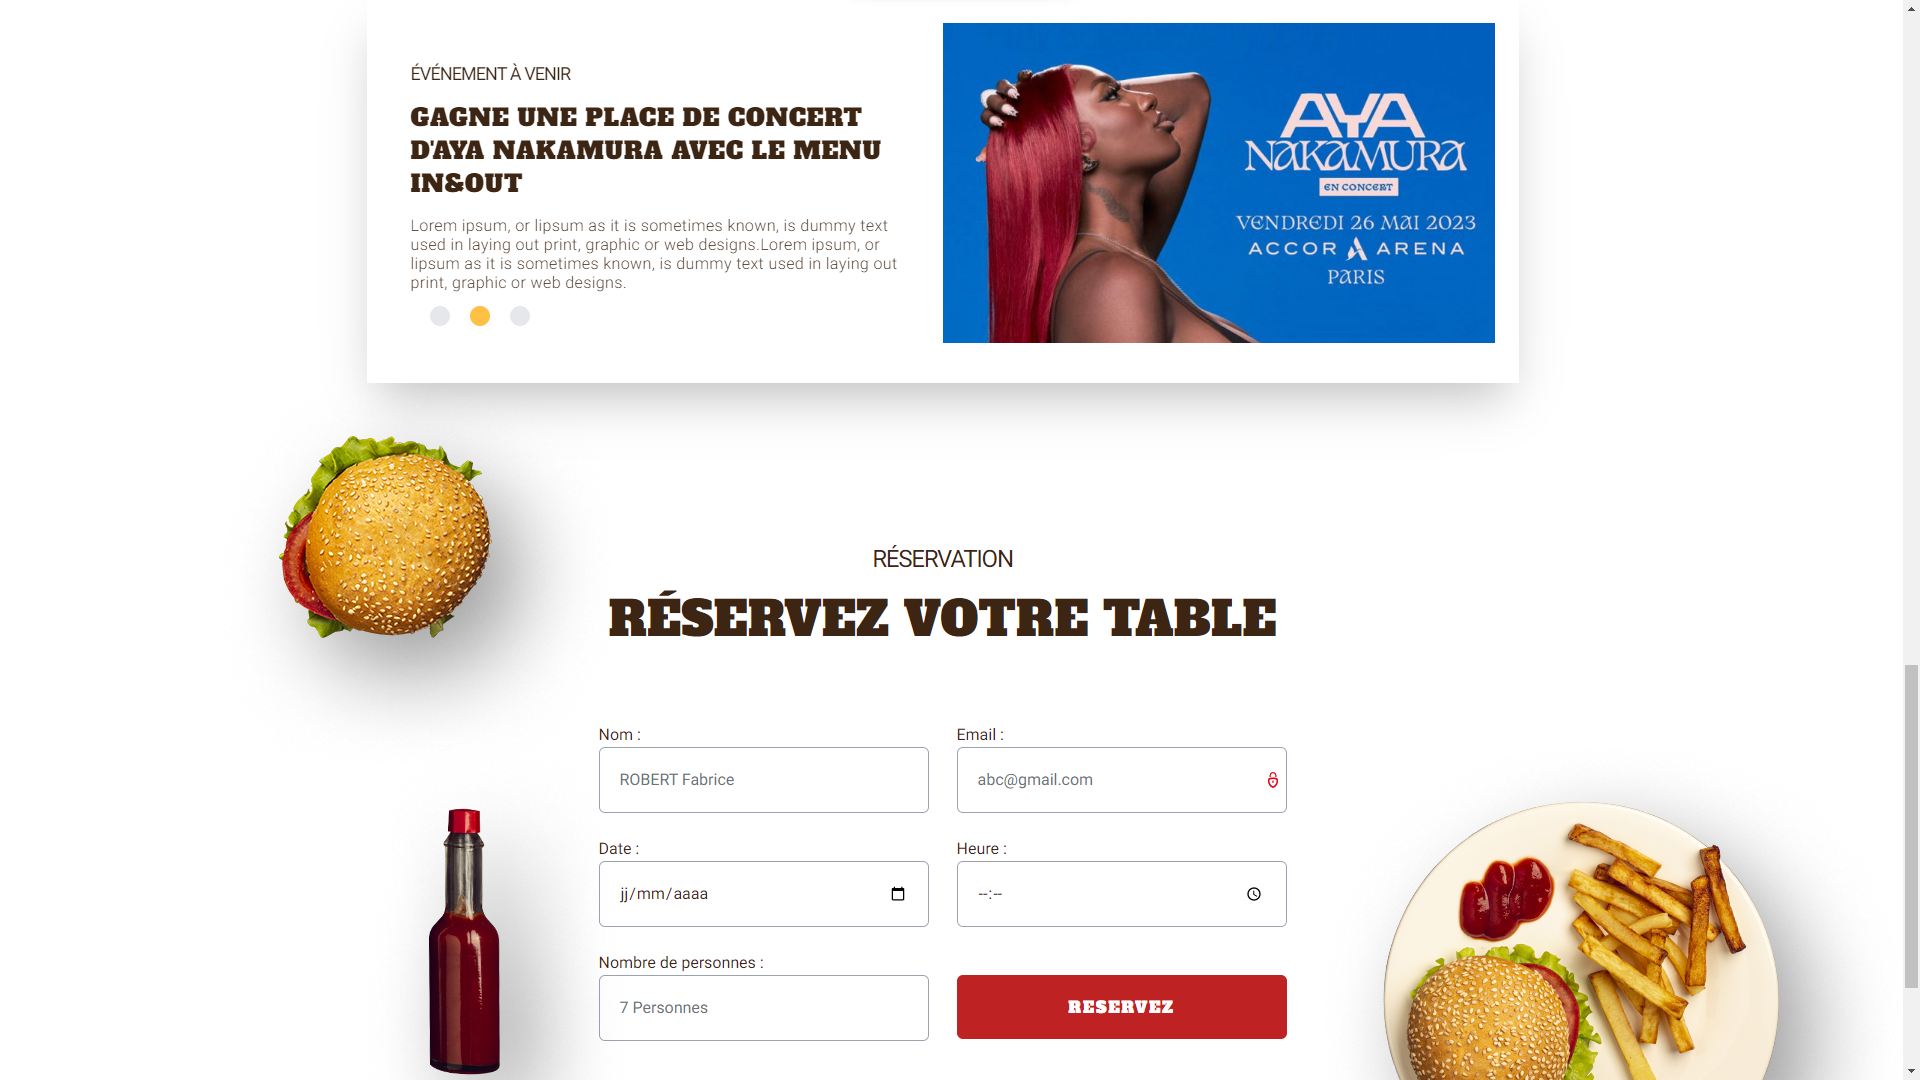 ÉVÉNEMENT À VENIR
GAGNE UNE PLACE DE CONCERT
D'AYA NAKAMURA AVEC LE MENU
IN&OUT
Lorem ipsum, or lipsum as it is sometimes known, is dummy text
used in laying out print, graphic or web designs.Lorem ipsum, or
lipsum as it is sometimes known, is dummy text used in laying out
print, graphic or web designs.
AYA
NAKAMURA
EN CONCERT
VENDREDI 26 MAI 2023
ACCOR ARENA
PARIS
RÉSERVATION
RÉSERVEZ VOTRE TABLE
Nom :
Email :
ROBERT Fabrice
abc@gmail.com
Date :
Heure :
jj/mm/aaaa
--:--
Nombre de personnes :
7 Personnes
RESERVEZ